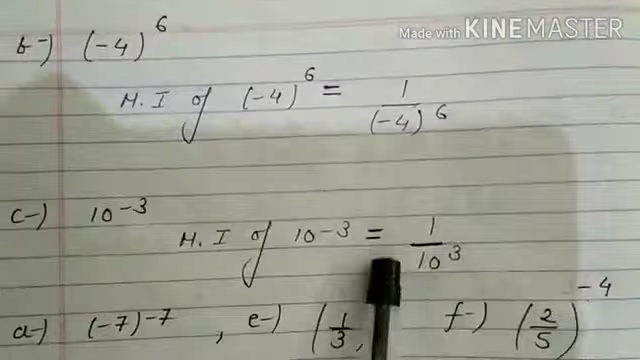 Made with KINEMASTER
b-) (-4)^6
M. I of (-4)^6 = 1/(-4)^6
c-) 10^-3
M. I of 10^-3 = 1/10^3
a-) (-7)^-7 , e-) (1/3, f-) (2/5)^-4